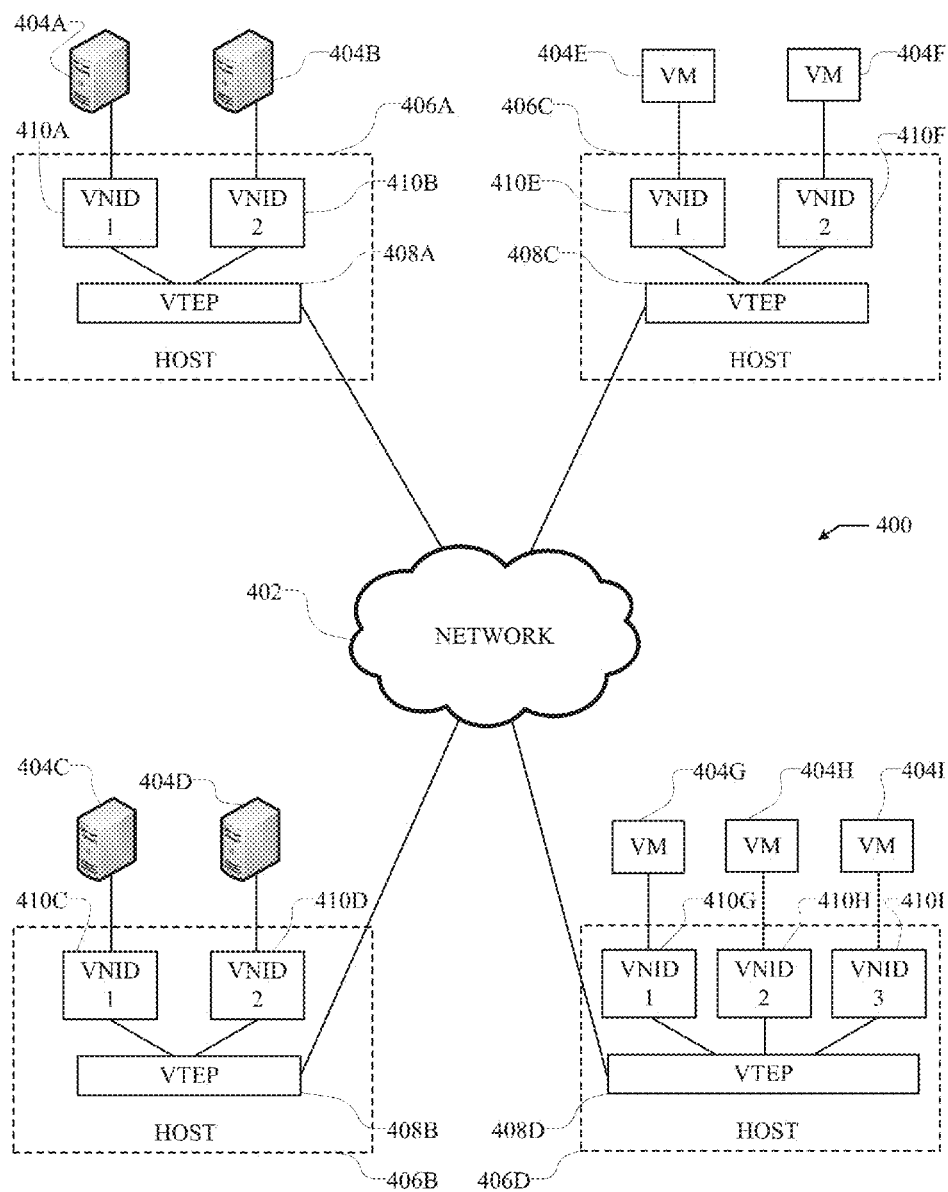 404A
404B
404E
VM
404F
VM
406A
406C
410A
410F
VNID
1
VNID
2
410B
410E
VNID
1
VNID
2
408A
408C
VTEP
VTEP
HOST
HOST
400
402
NETWORK
404C
404D
404G
404H
404I
VM
VM
VM
410C
410D
410G
410H
410I
VNID
1
VNID
2
VNID
1
VNID
2
VNID
3
VTEP
VTEP
HOST
408B
408D
HOST
406B
406D